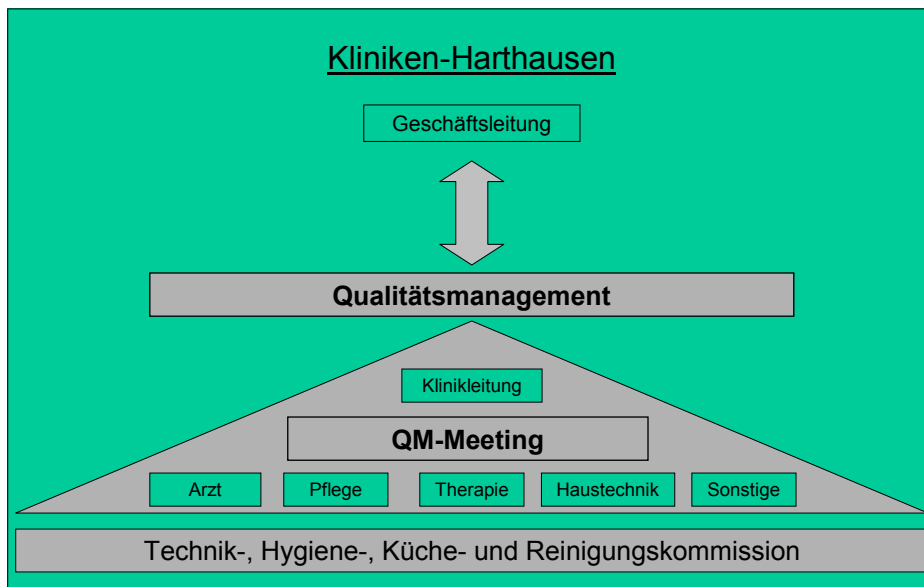 Kliniken-Harthausen
Geschäftsleitung
Qualitätsmanagement
Klinikleitung
QM-Meeting
Arzt Pflege Therapie Haustechnik Sonstige
Technik-, Hygiene-, Küche- und Reinigungskommission